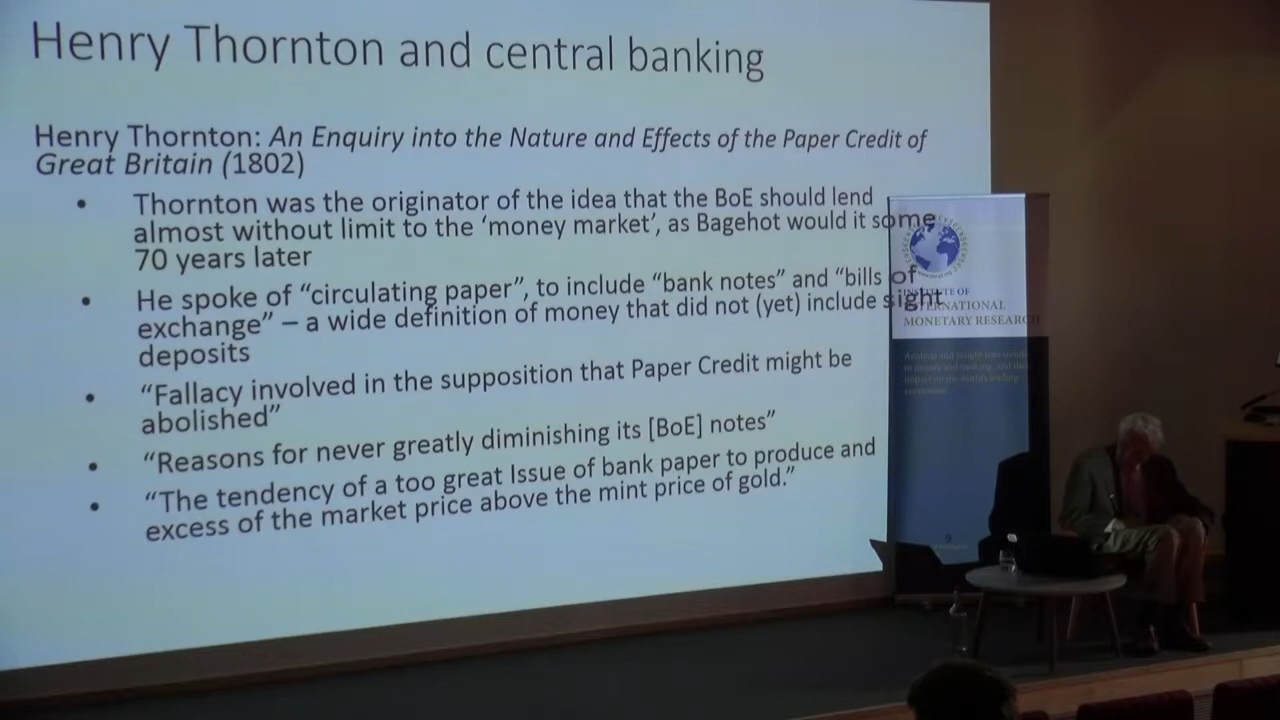 Henry Thornton and central banking
Henry Thornton: An Enquiry into the Nature and Effects of the Paper Credit of
Great Britain (1802)
• Thornton was the originator of the idea that the BoE should lend
almost without limit to the ‘money market’, as Bagehot would it some
70 years later
• He spoke of “circulating paper”, to include “bank notes” and “bills of
exchange” – a wide definition of money that did not (yet) include sight
deposits
• “Fallacy involved in the supposition that Paper Credit might be
abolished”
• “Reasons for never greatly diminishing its [BoE] notes”
• “The tendency of a too great Issue of bank paper to produce and
excess of the market price above the mint price of gold.”
INSTITUTE OF
INTERNATIONAL
MONETARY RESEARCH